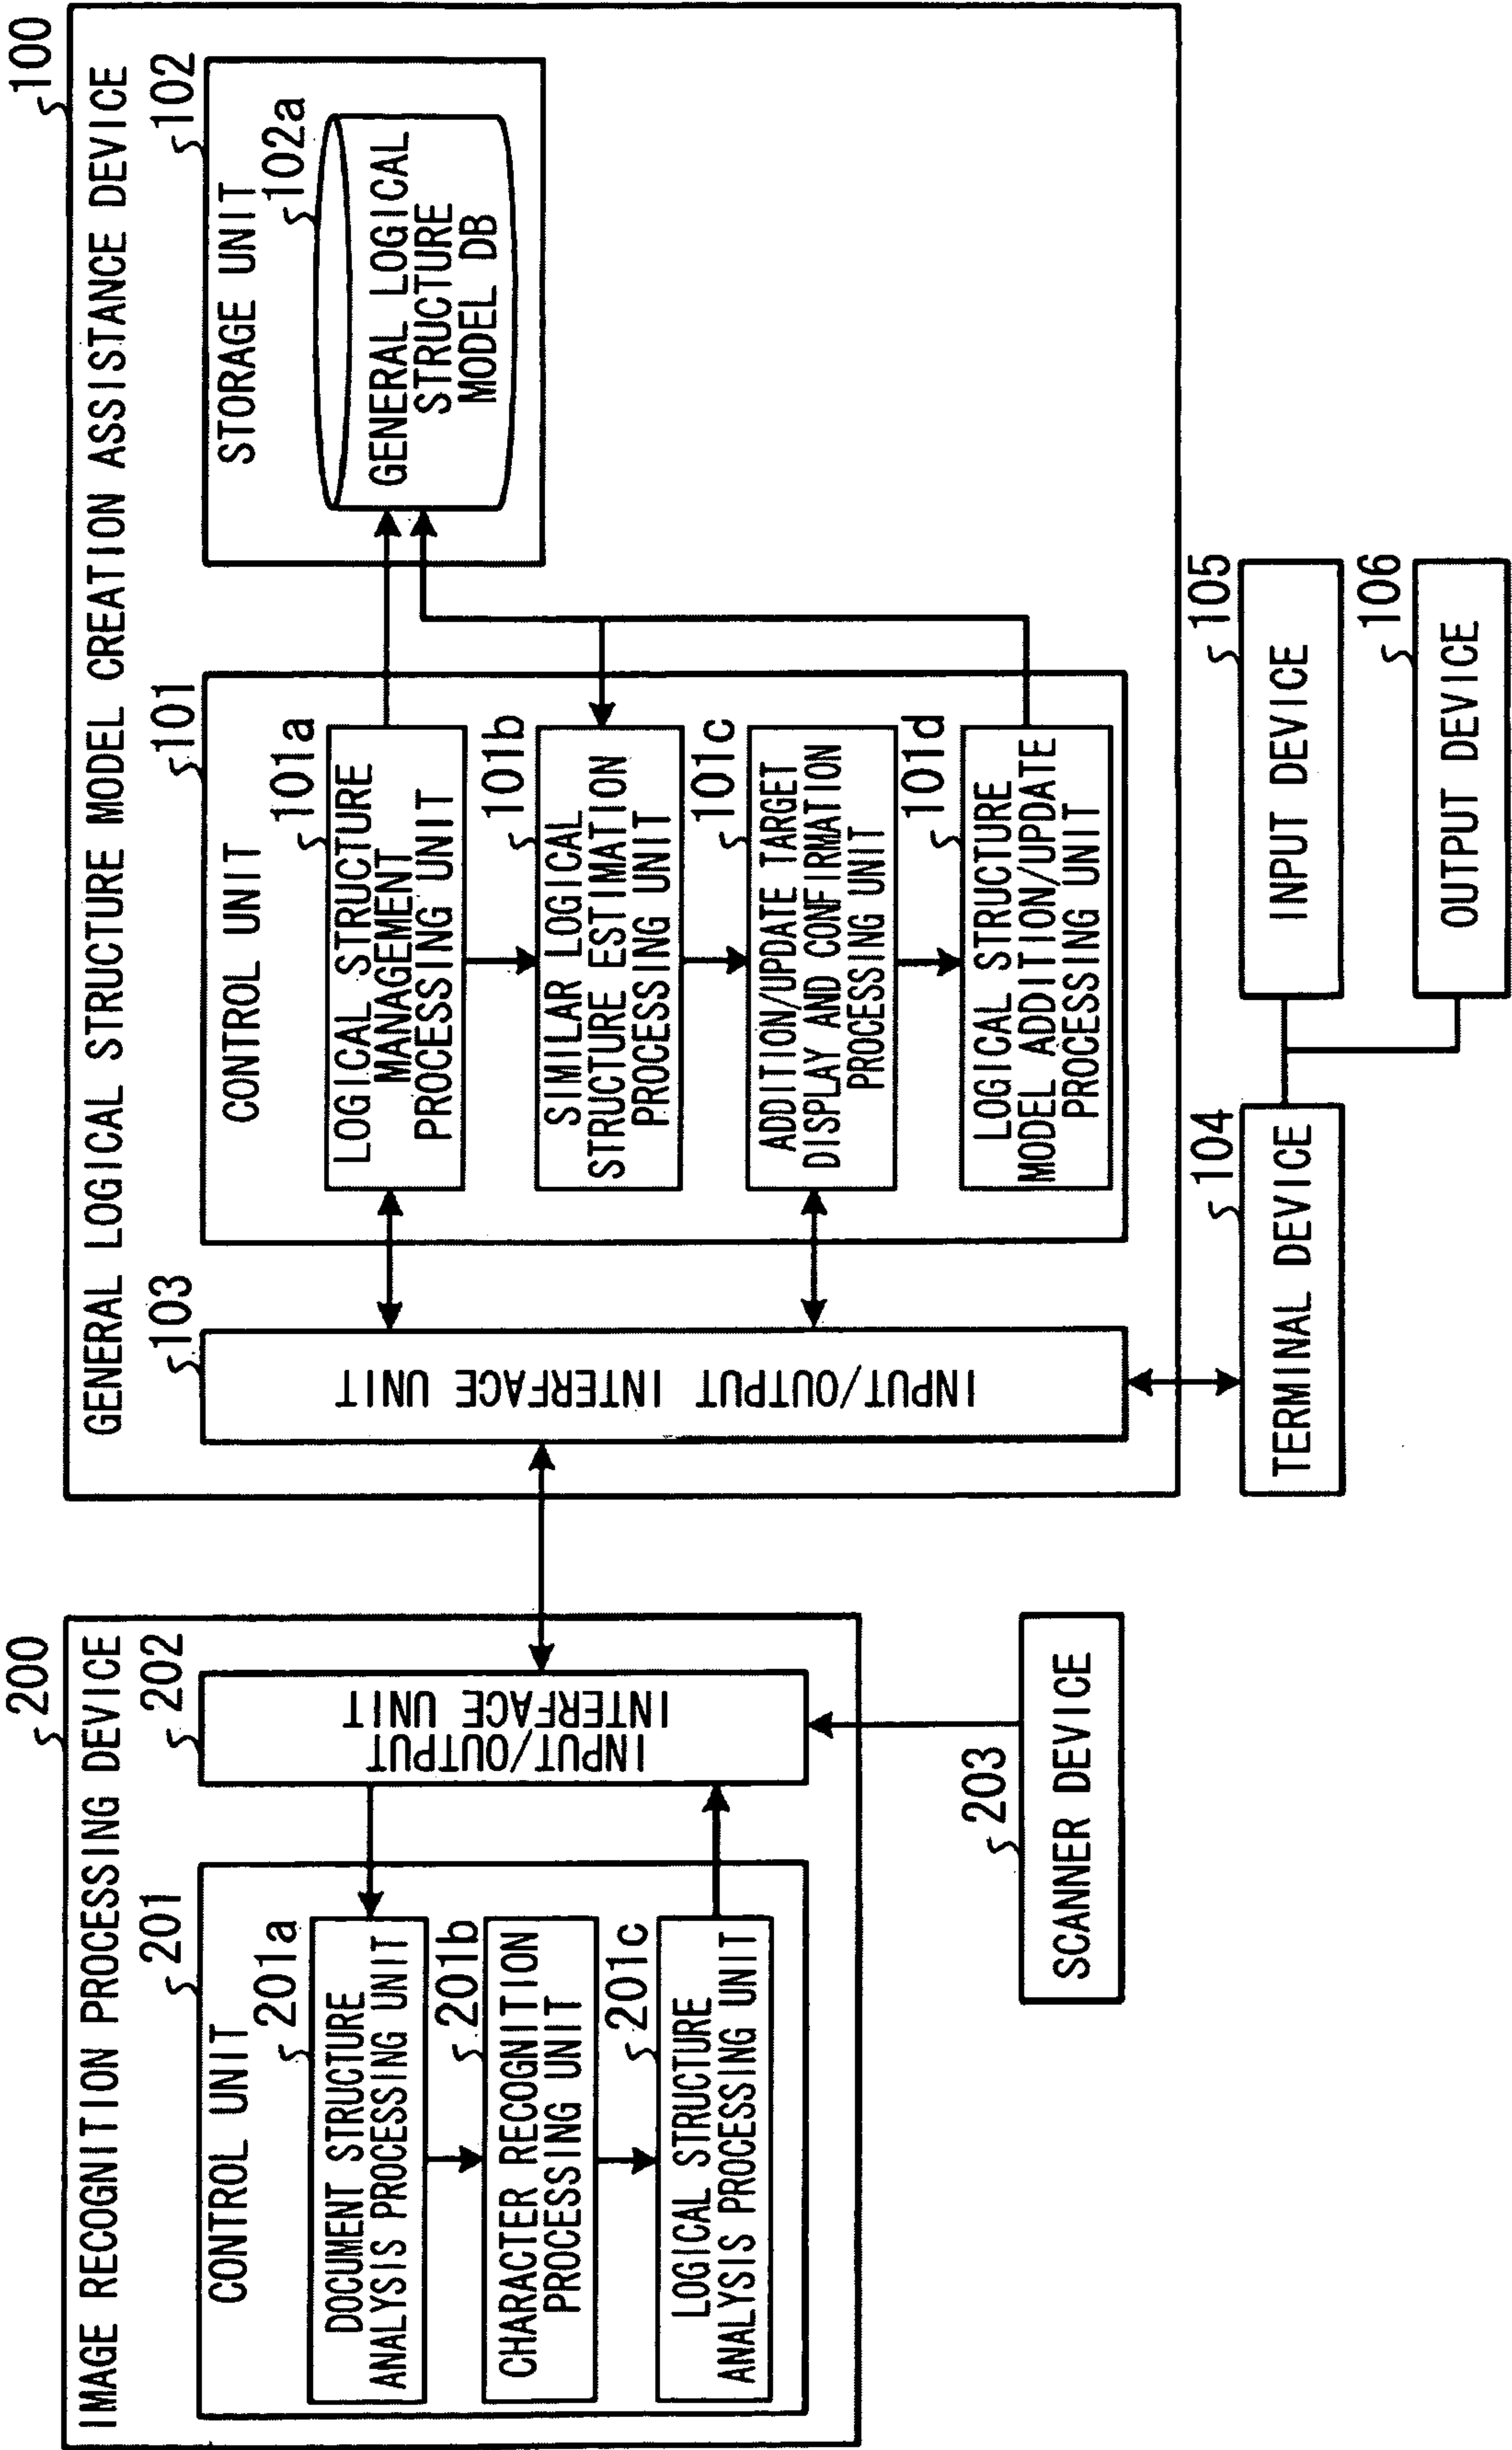 200
IMAGE RECOGNITION PROCESSING DEVICE
201
CONTROL UNIT
201a
DOCUMENT STRUCTURE
ANALYSIS PROCESSING UNIT
201b
CHARACTER RECOGNITION
PROCESSING UNIT
201c
LOGICAL STRUCTURE
ANALYSIS PROCESSING UNIT
202
INPUT/OUTPUT
INTERFACE UNIT
203
SCANNER DEVICE
100
GENERAL LOGICAL STRUCTURE MODEL CREATION ASSISTANCE DEVICE
103
INPUT/OUTPUT INTERFACE UNIT
101
CONTROL UNIT
101a
LOGICAL STRUCTURE
MANAGEMENT
PROCESSING UNIT
101b
SIMILAR LOGICAL
STRUCTURE ESTIMATION
PROCESSING UNIT
101c
ADDITION/UPDATE TARGET
DISPLAY AND CONFIRMATION
PROCESSING UNIT
101d
LOGICAL STRUCTURE
MODEL ADDITION/UPDATE
PROCESSING UNIT
102
STORAGE UNIT
102a
GENERAL LOGICAL
STRUCTURE
MODEL DB
104
TERMINAL DEVICE
105
INPUT DEVICE
106
OUTPUT DEVICE